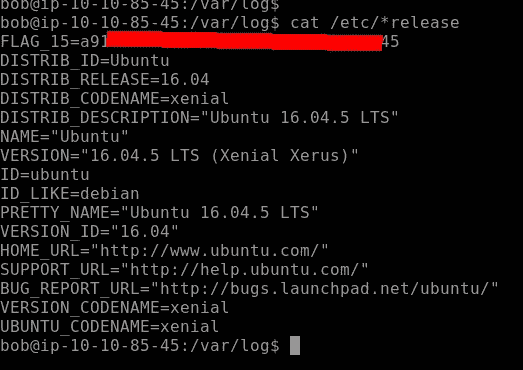 bob@ip-10-10-85-45:/var/log$
bob@ip-10-10-85-45:/var/log$ cat /etc/*release
FLAG_15=a91 45
DISTRIB_ID=Ubuntu
DISTRIB_RELEASE=16.04
DISTRIB_CODENAME=xenial
DISTRIB_DESCRIPTION="Ubuntu 16.04.5 LTS"
NAME="Ubuntu"
VERSION="16.04.5 LTS (Xenial Xerus)"
ID=ubuntu
ID_LIKE=debian
PRETTY_NAME="Ubuntu 16.04.5 LTS"
VERSION_ID="16.04"
HOME_URL="http://www.ubuntu.com/"
SUPPORT_URL="http://help.ubuntu.com/"
BUG_REPORT_URL="http://bugs.launchpad.net/ubuntu/"
VERSION_CODENAME=xenial
UBUNTU_CODENAME=xenial
bob@ip-10-10-85-45:/var/log$